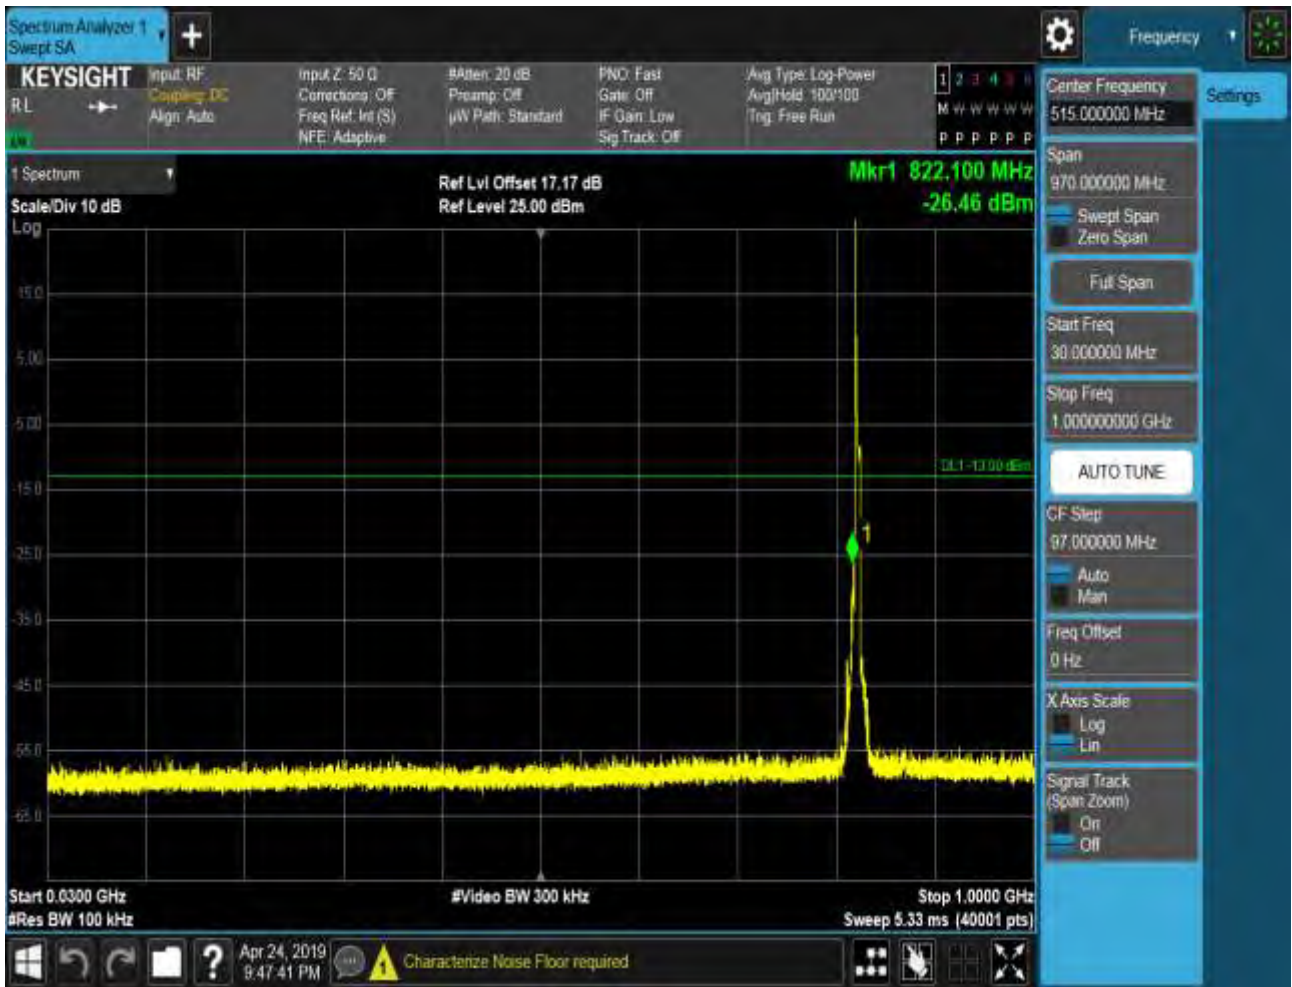 Spectrum Analyzer 1
Swept SA
Frequency
KEYSIGHT
R L
Input: RF
Coupling: DC
Align: Auto
Input Z: 50 Ω
Corrections: Off
Freq Ref: Int (S)
NFE: Adaptive
#Atten: 20 dB
Preamp: Off
µW Path: Standard
PNO: Fast
Gate: Off
IF Gain: Low
Sig Track: Off
Avg Type: Log-Power
Avg|Hold: 100/100
Trig: Free Run
1 2 3 4 5 6
M W W W W W
P P P P P P
1 Spectrum
Scale/Div 10 dB
Log
Ref Lvl Offset 17.17 dB
Ref Level 25.00 dBm
Mkr1 822.100 MHz
-26.46 dBm
15.0
5.00
-5.00
DL1 -13.00 dBm
-15.0
1
-25.0
-35.0
-45.0
-55.0
-65.0
Start 0.0300 GHz
#Res BW 100 kHz
#Video BW 300 kHz
Stop 1.0000 GHz
Sweep 5.33 ms (40001 pts)
Center Frequency
515.000000 MHz
Settings
Span
970.000000 MHz
Swept Span
Zero Span
Full Span
Start Freq
30.000000 MHz
Stop Freq
1.000000000 GHz
AUTO TUNE
CF Step
97.000000 MHz
Auto
Man
Freq Offset
0 Hz
X Axis Scale
Log
Lin
Signal Track
(Span Zoom)
On
Off
?
Apr 24, 2019
9:47:41 PM
1
Characterize Noise Floor required